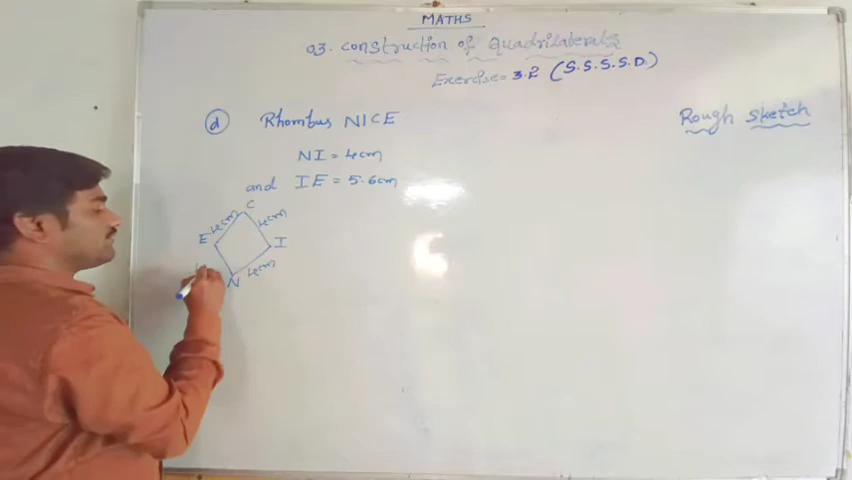 MATHS
03. Construction of Quadrilaterals
Exercise = 3.2 (S.S.S.S.D.)
(d) Rhombus NICE
Rough sketch
NI = 4cm
and IE = 5.6cm
C
4cm 4cm
E I
4cm
N